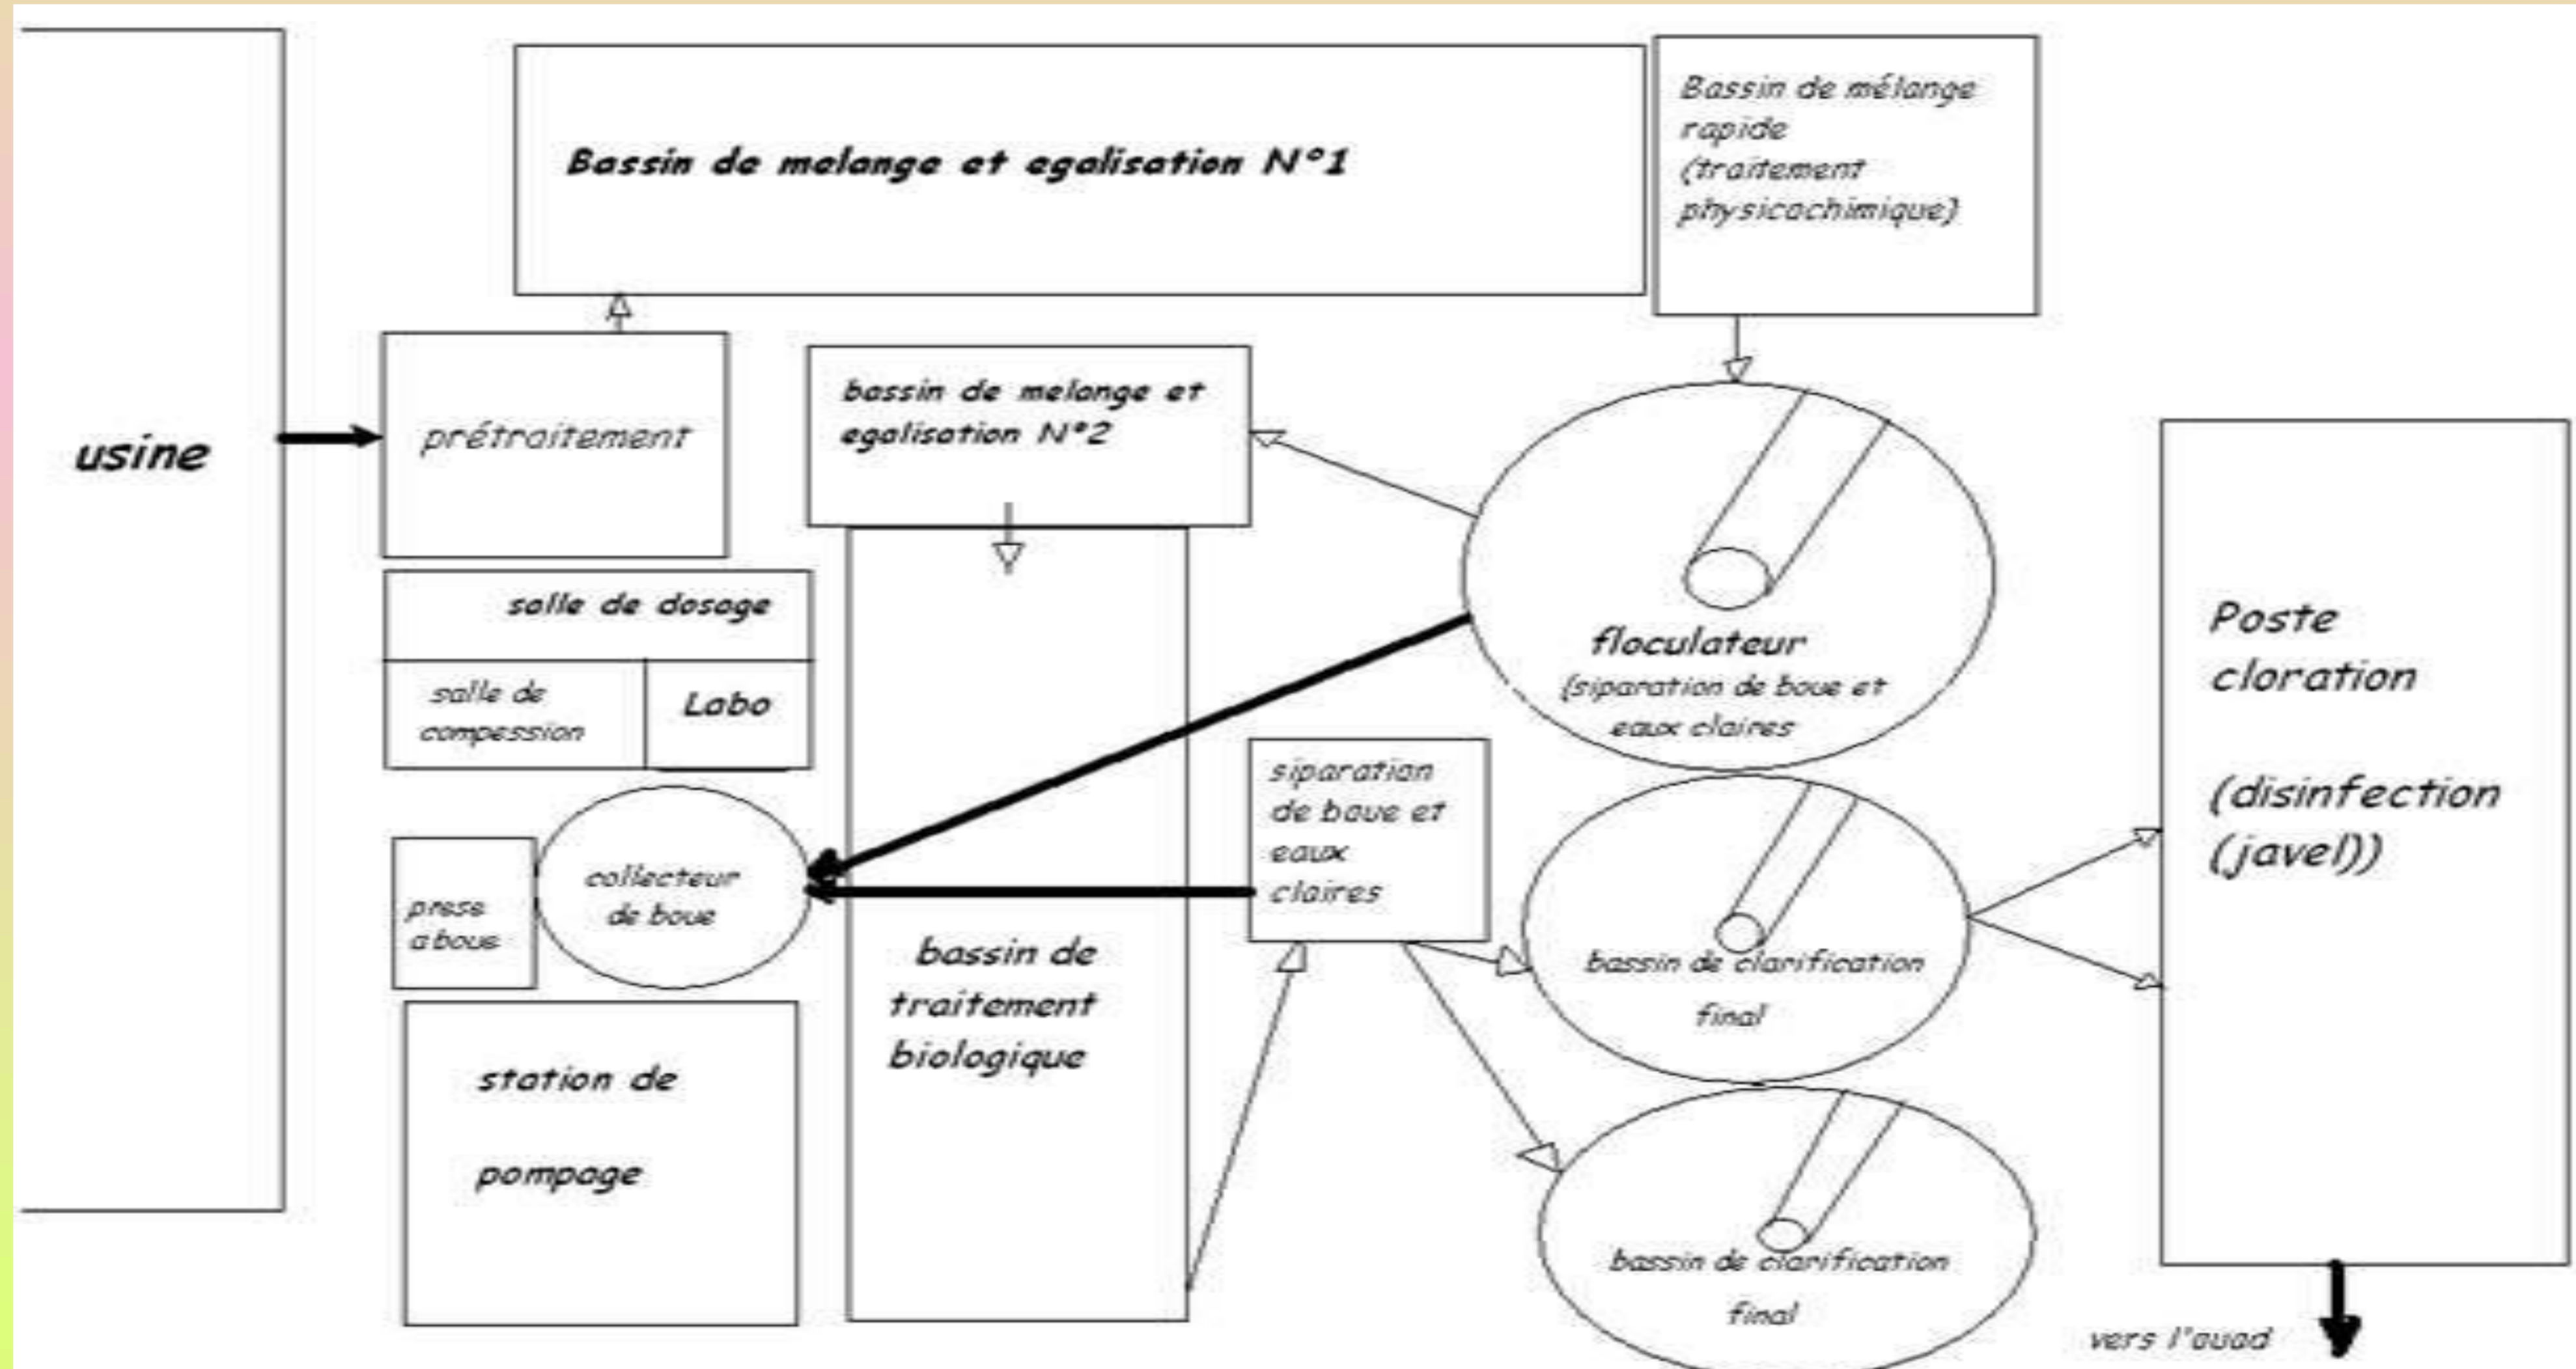 usine
prétraitement
Bassin de melange et egalisation N°1
Bassin de mélange
rapide
(traitement
physicochimique)
bassin de melange et
egalisation N°2
floculateur
(siparation de boue et
eaux claires
salle de dosage
salle de
compession
Labo
collecteur
de boue
prese
a boue
station de
pompage
bassin de
traitement
biologique
siparation
de boue et
eaux
claires
bassin de clarification
final
bassin de clarification
final
Poste
cloration
(disinfection
(javel))
vers l'ouad